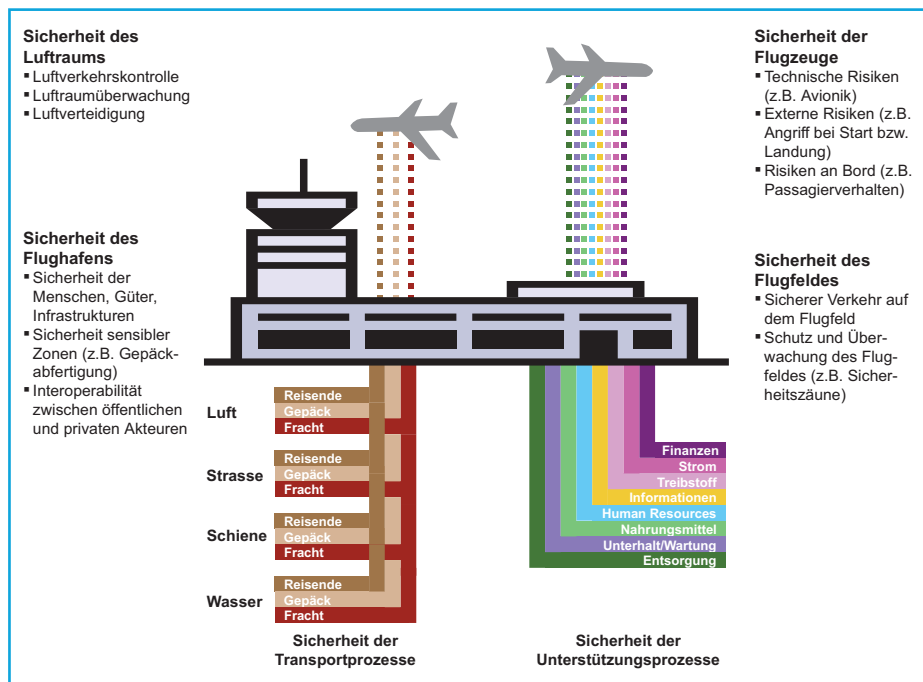 Sicherheit des
Luftraums
▪ Luftverkehrskontrolle
▪ Luftraumüberwachung
▪ Luftverteidigung
Sicherheit der
Flugzeuge
▪ Technische Risiken
(z.B. Avionik)
▪ Externe Risiken (z.B.
Angriff bei Start bzw.
Landung)
▪ Risiken an Bord (z.B.
Passagierverhalten)
Sicherheit des
Flughafens
▪ Sicherheit der
Menschen, Güter,
Infrastrukturen
▪ Sicherheit sensibler
Zonen (z.B. Gepäck-
abfertigung)
▪ Interoperabilität
zwischen öffentlichen
und privaten Akteuren
Sicherheit des
Flugfeldes
▪ Sicherer Verkehr auf
dem Flugfeld
▪ Schutz und Über-
wachung des Flug-
feldes (z.B. Sicher-
heitszäune)
Luft
Reisende
Gepäck
Fracht
Strasse
Reisende
Gepäck
Fracht
Schiene
Reisende
Gepäck
Fracht
Wasser
Reisende
Gepäck
Fracht
Finanzen
Strom
Treibstoff
Informationen
Human Resources
Nahrungsmittel
Unterhalt/Wartung
Entsorgung
Sicherheit der
Transportprozesse
Sicherheit der
Unterstützungsprozesse